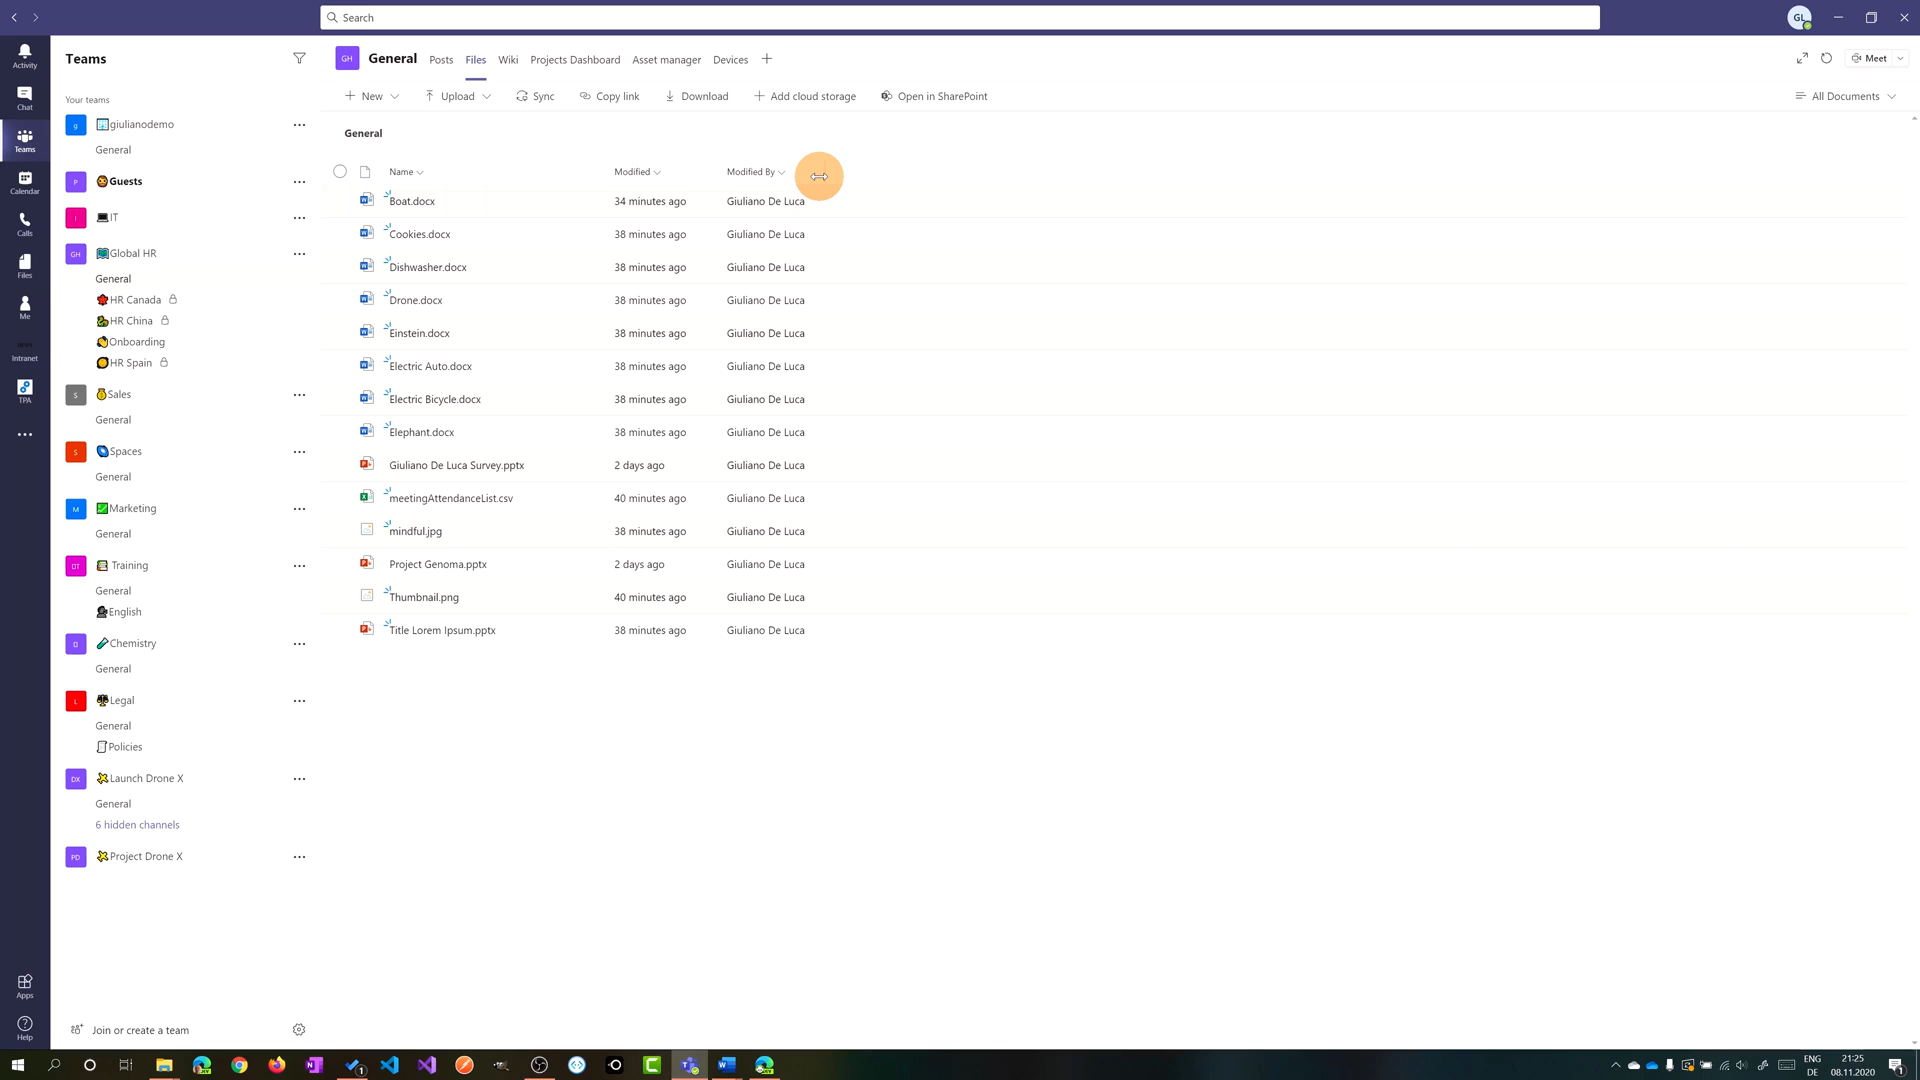 Search
GL
Activity
Chat
Teams
Calendar
Calls
Files
Me
Intranet
TPA
Apps
Help
Teams
Your teams
g giulianodemo
General
P Guests
I IT
GH Global HR
General
HR Canada
HR China
Onboarding
HR Spain
S Sales
General
S Spaces
General
M Marketing
General
DT Training
General
English
D Chemistry
General
L Legal
General
Policies
DX Launch Drone X
General
6 hidden channels
PD Project Drone X
Join or create a team
GH General Posts Files Wiki Projects Dashboard Asset manager Devices
Meet
New Upload Sync Copy link Download Add cloud storage Open in SharePoint All Documents
General
Name Modified Modified By
Boat.docx 34 minutes ago Giuliano De Luca
Cookies.docx 38 minutes ago Giuliano De Luca
Dishwasher.docx 38 minutes ago Giuliano De Luca
Drone.docx 38 minutes ago Giuliano De Luca
Einstein.docx 38 minutes ago Giuliano De Luca
Electric Auto.docx 38 minutes ago Giuliano De Luca
Electric Bicycle.docx 38 minutes ago Giuliano De Luca
Elephant.docx 38 minutes ago Giuliano De Luca
Giuliano De Luca Survey.pptx 2 days ago Giuliano De Luca
meetingAttendanceList.csv 40 minutes ago Giuliano De Luca
mindful.jpg 38 minutes ago Giuliano De Luca
Project Genoma.pptx 2 days ago Giuliano De Luca
Thumbnail.png 40 minutes ago Giuliano De Luca
Title Lorem Ipsum.pptx 38 minutes ago Giuliano De Luca
ENG
DE
21:25
08.11.2020